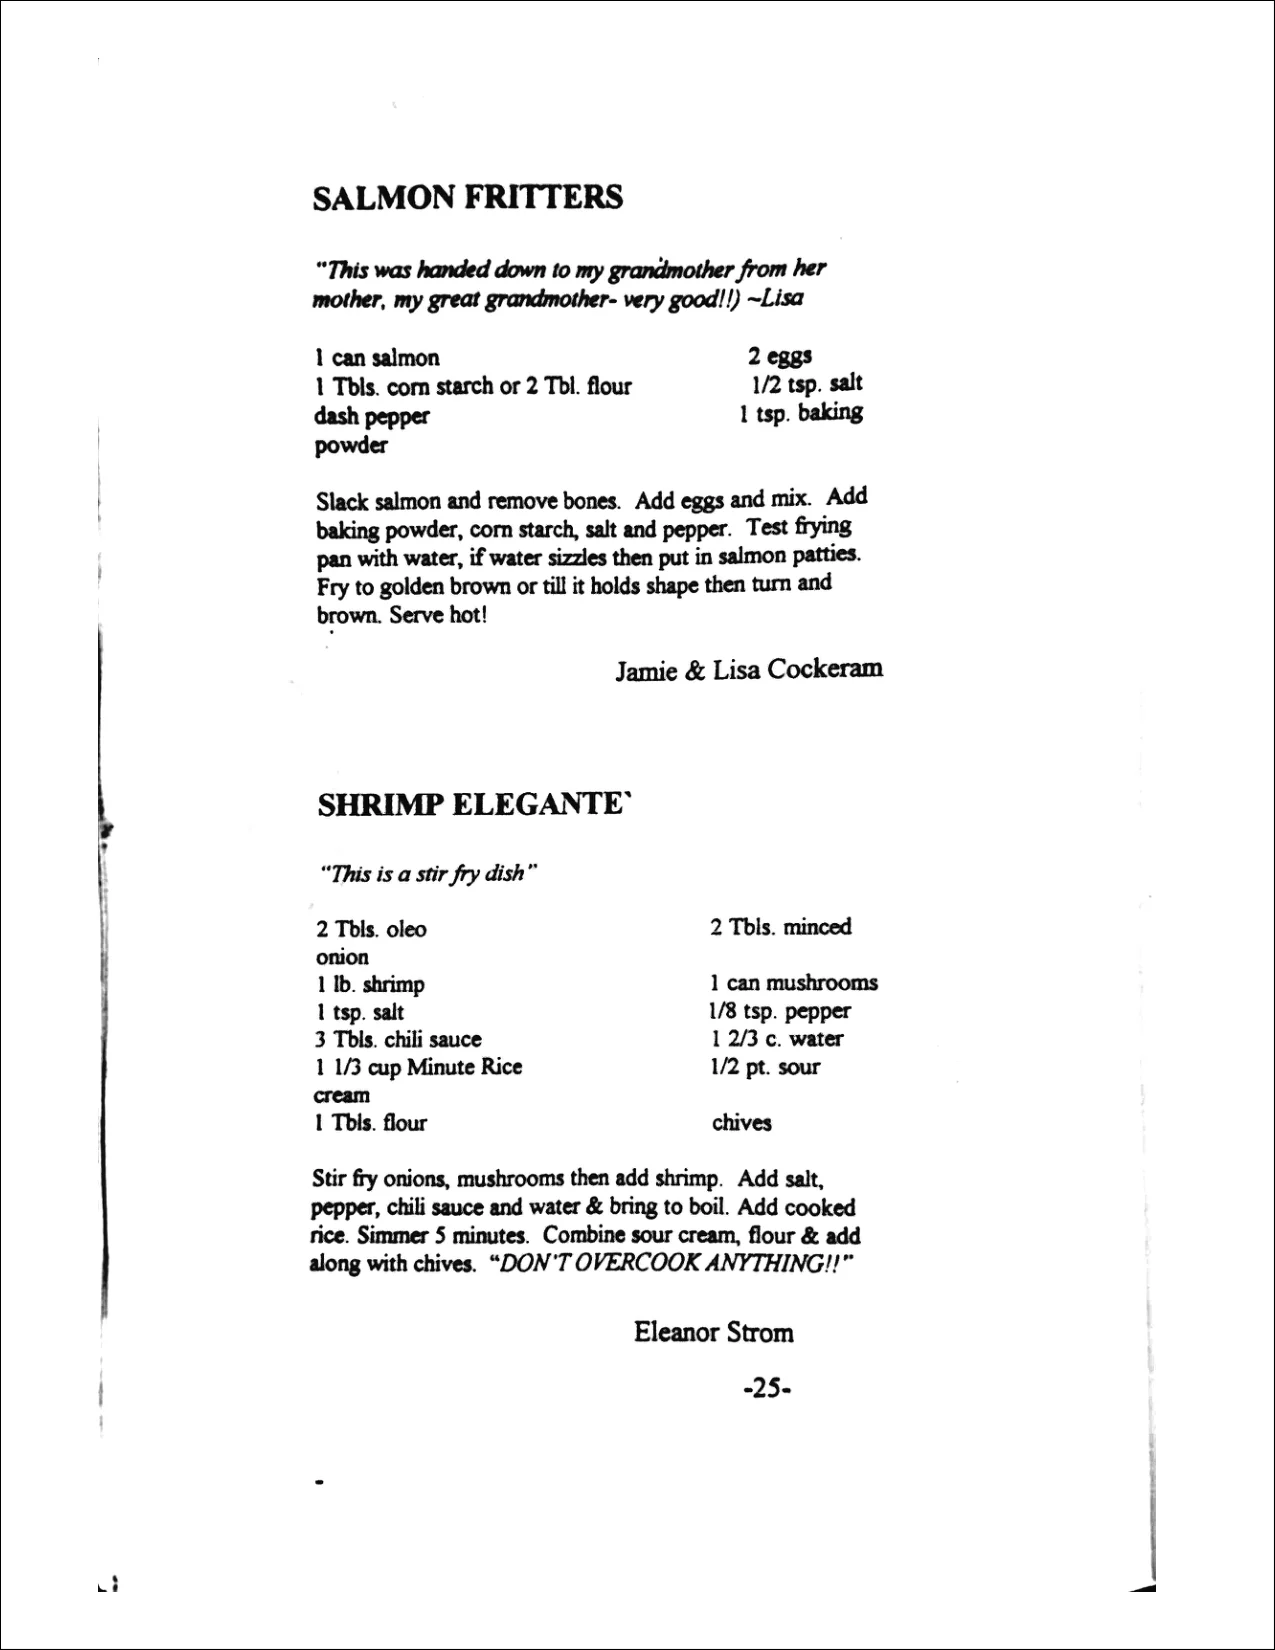 SALMON FRITTERS
"This was handed down to my grandmother from her
mother, my great grandmother- very good!!) ~Lisa
1 can salmon 2 eggs
1 Tbls. corn starch or 2 Tbl. flour 1/2 tsp. salt
dash pepper 1 tsp. baking
powder
Slack salmon and remove bones. Add eggs and mix. Add
baking powder, corn starch, salt and pepper. Test frying
pan with water, if water sizzles then put in salmon patties.
Fry to golden brown or till it holds shape then turn and
brown. Serve hot!
Jamie & Lisa Cockeram
SHRIMP ELEGANTE`
"This is a stir fry dish"
2 Tbls. oleo 2 Tbls. minced
onion
1 lb. shrimp 1 can mushrooms
1 tsp. salt 1/8 tsp. pepper
3 Tbls. chili sauce 1 2/3 c. water
1 1/3 cup Minute Rice 1/2 pt. sour
cream
1 Tbls. flour chives
Stir fry onions, mushrooms then add shrimp. Add salt,
pepper, chili sauce and water & bring to boil. Add cooked
rice. Simmer 5 minutes. Combine sour cream, flour & add
along with chives. "DON'T OVERCOOK ANYTHING!!"
Eleanor Strom
-25-